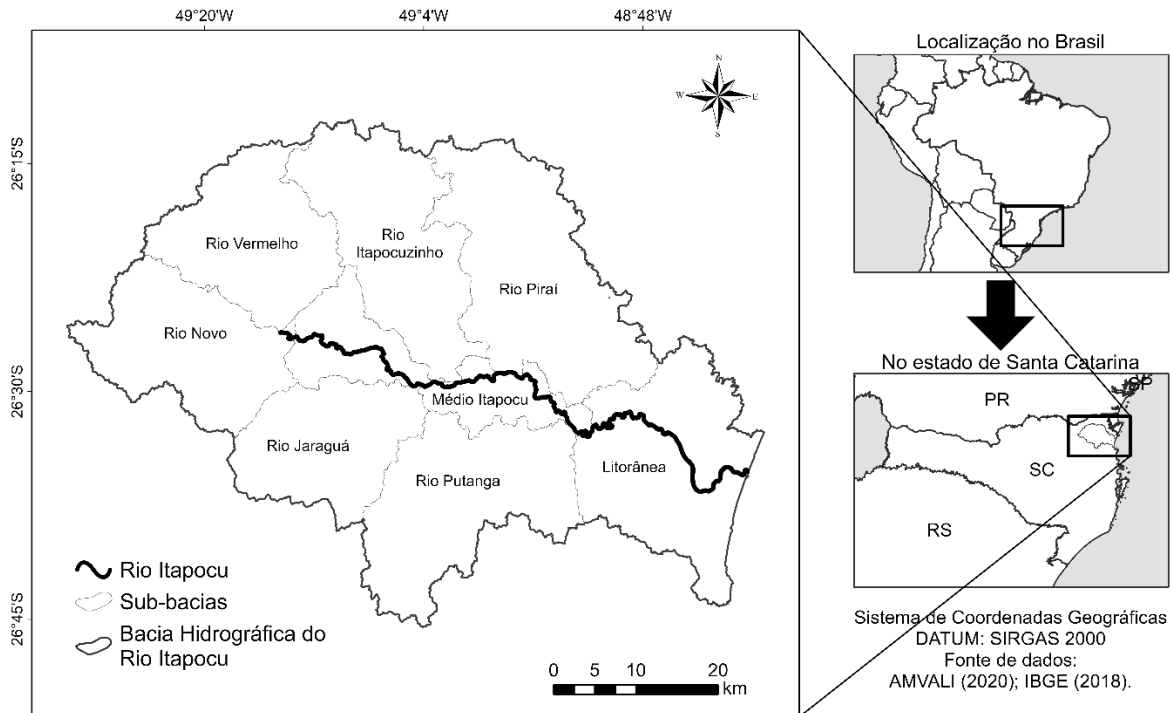 49°20'W
49°4'W
48°48'W
26°15'S
26°30'S
26°45'S
N
W
E
S
Rio Vermelho
Rio
Itapocuzinho
Rio Piraí
Rio Novo
Médio Itapocu
Rio Jaraguá
Rio Putanga
Litorânea
Rio Itapocu
Sub-bacias
Bacia Hidrográfica do
Rio Itapocu
0 5 10 20
km
Localização no Brasil
No estado de Santa Catarina
SP
PR
SC
RS
Sistema de Coordenadas Geográficas
DATUM: SIRGAS 2000
Fonte de dados:
AMVALI (2020); IBGE (2018).